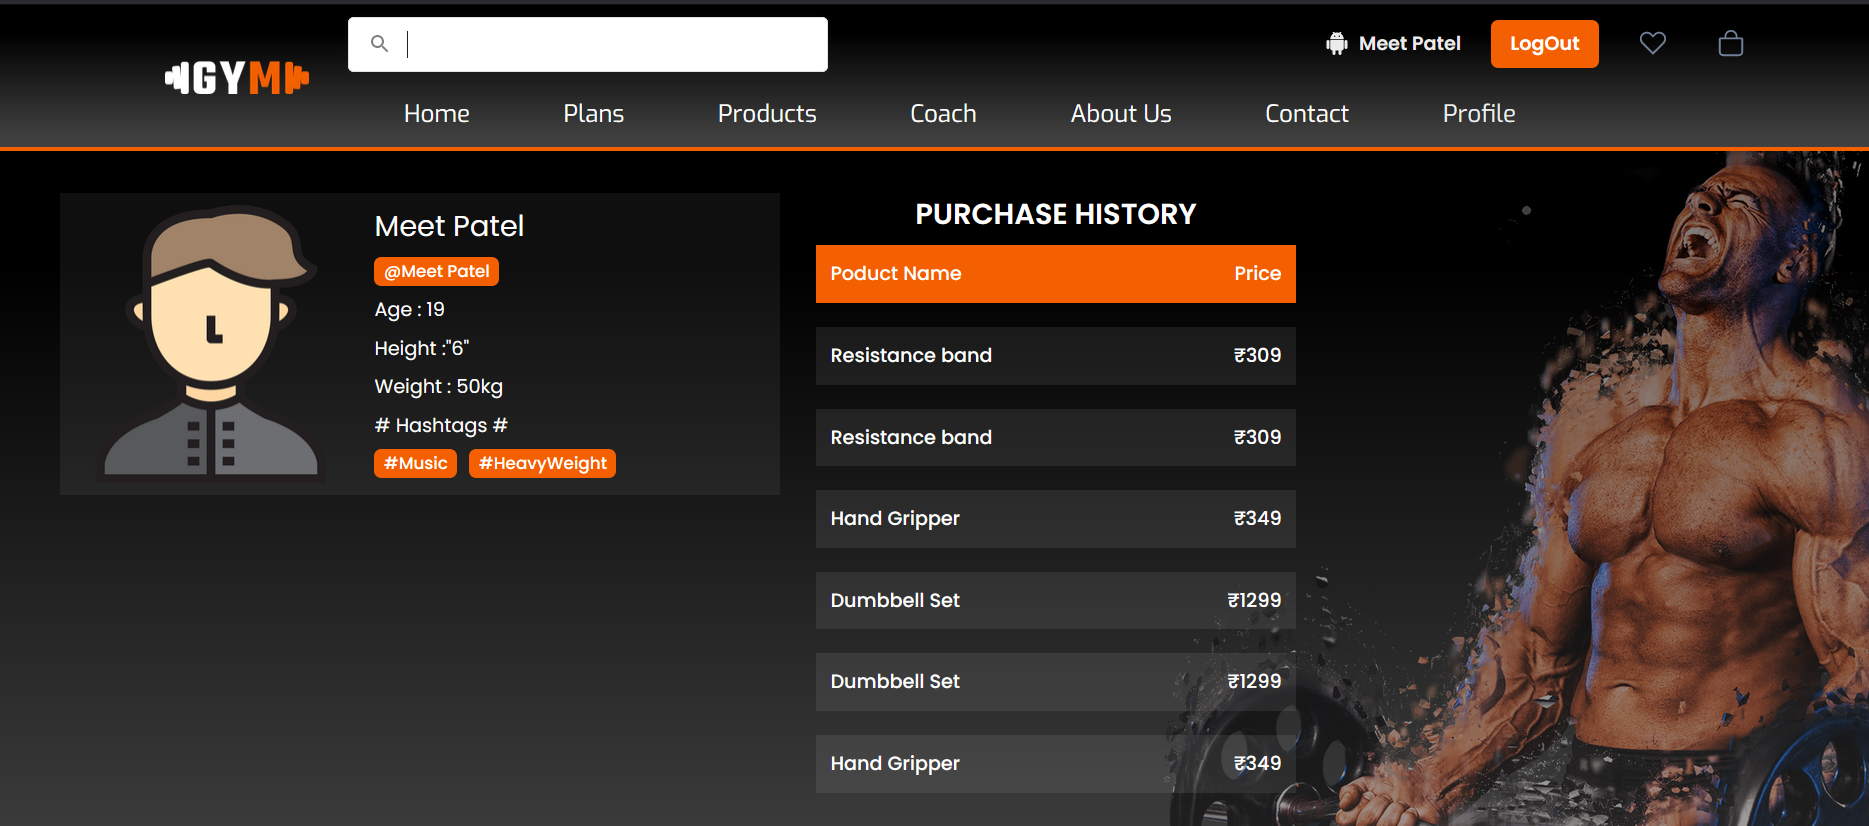 GYM
Meet Patel LogOut
Home Plans Products Coach About Us Contact Profile
Meet Patel
@Meet Patel
Age : 19
Height :"6"
Weight : 50kg
# Hashtags #
#Music #HeavyWeight
PURCHASE HISTORY
Poduct Name Price
Resistance band ₹309
Resistance band ₹309
Hand Gripper ₹349
Dumbbell Set ₹1299
Dumbbell Set ₹1299
Hand Gripper ₹349